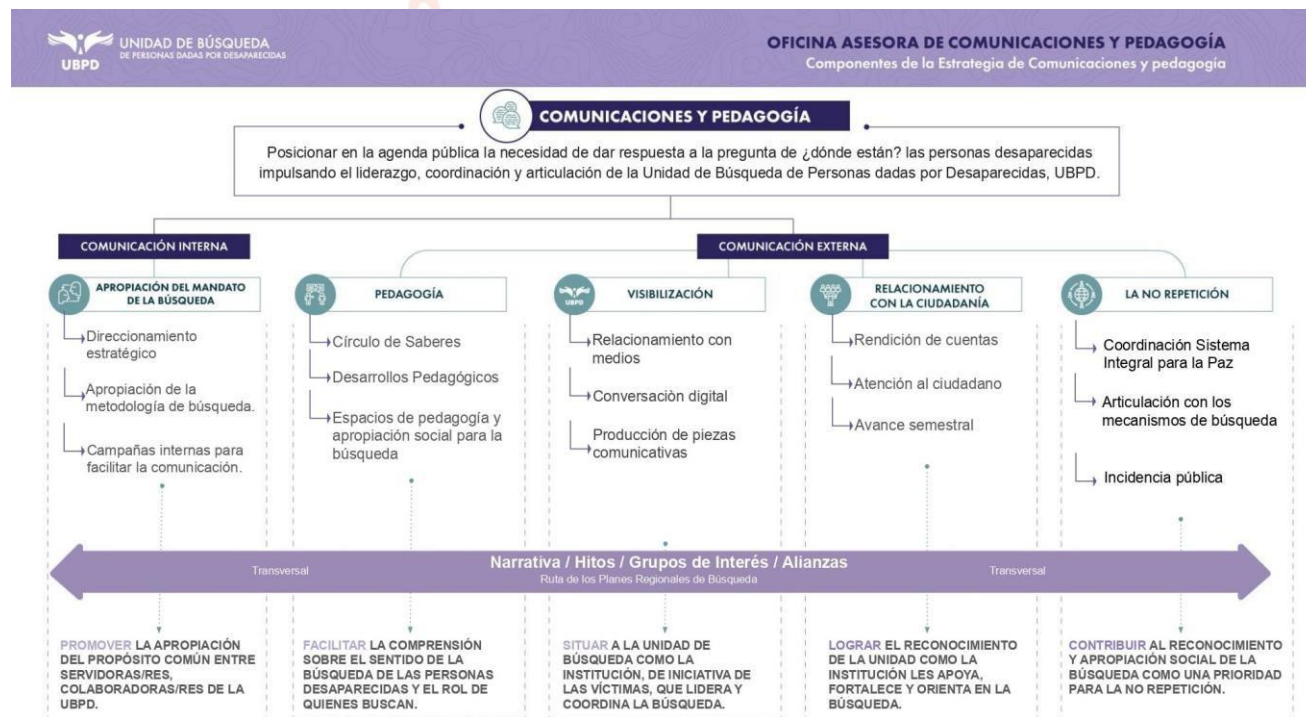 UNIDAD DE BÚSQUEDA
DE PERSONAS DADAS POR DESAPARECIDAS
UBPD
OFICINA ASESORA DE COMUNICACIONES Y PEDAGOGÍA
Componentes de la Estrategia de Comunicaciones y pedagogía
COMUNICACIONES Y PEDAGOGÍA
Posicionar en la agenda pública la necesidad de dar respuesta a la pregunta de ¿dónde están? las personas desaparecidas
impulsando el liderazgo, coordinación y articulación de la Unidad de Búsqueda de Personas dadas por Desaparecidas, UBPD.
COMUNICACIÓN INTERNA
COMUNICACIÓN EXTERNA
APROPIACIÓN DEL MANDATO
DE LA BÚSQUEDA
Direccionamiento
estratégico
Apropiación de la
metodología de búsqueda.
Campañas internas para
facilitar la comunicación.
PEDAGOGÍA
Círculo de Saberes
Desarrollos Pedagógicos
Espacios de pedagogía y
apropiación social para la
búsqueda
UBPD
VISIBILIZACIÓN
Relacionamiento con
medios
Conversaciòn digital
Producción de piezas
comunicativas
RELACIONAMIENTO
CON LA CIUDADANÍA
Rendición de cuentas
Atención al ciudadano
Avance semestral
LA NO REPETICIÓN
Coordinación Sistema
Integral para la Paz
Articulación con los
mecanismos de búsqueda
Incidencia pública
Transversal
Narrativa / Hitos / Grupos de Interés / Alianzas
Ruta de los Planes Regionales de Búsqueda
Transversal
PROMOVER LA APROPIACIÓN
DEL PROPÓSITO COMÚN ENTRE
SERVIDORAS/RES,
COLABORADORAS/RES DE LA
UBPD.
FACILITAR LA COMPRENSIÓN
SOBRE EL SENTIDO DE LA
BÚSQUEDA DE LAS PERSONAS
DESAPARECIDAS Y EL ROL DE
QUIENES BUSCAN.
SITUAR A LA UNIDAD DE
BÚSQUEDA COMO LA
INSTITUCIÓN, DE INICIATIVA DE
LAS VÍCTIMAS, QUE LIDERA Y
COORDINA LA BÚSQUEDA.
LOGRAR EL RECONOCIMIENTO
DE LA UNIDAD COMO LA
INSTITUCIÓN LES APOYA,
FORTALECE Y ORIENTA EN LA
BÚSQUEDA.
CONTRIBUIR AL RECONOCIMIENTO
Y APROPIACIÓN SOCIAL DE LA
BÚSQUEDA COMO UNA PRIORIDAD
PARA LA NO REPETICIÓN.